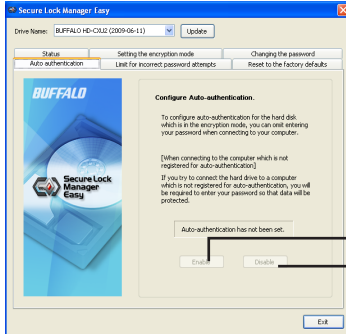 Secure Lock Manager Easy
Drive Name: BUFFALO HD-CXU2 (2009-06-11) Update
Status Setting the encryption mode Changing the password
Auto authentication Limit for incorrect password attempts Reset to the factory defaults
BUFFALO
Secure Lock
Manager
Easy
Configure Auto-authentication.
To configure auto-authentication for the hard disk
which is in the encryption mode, you can omit entering
your password when connecting to your computer.
[When connecting to the computer which is not
registered for auto-authentication]
If you try to connect the hard drive to a computer
which is not registered for auto-authentication, you will
be required to enter your password so that data will be
protected.
Auto-authentication has not been set.
Enable Disable
Exit